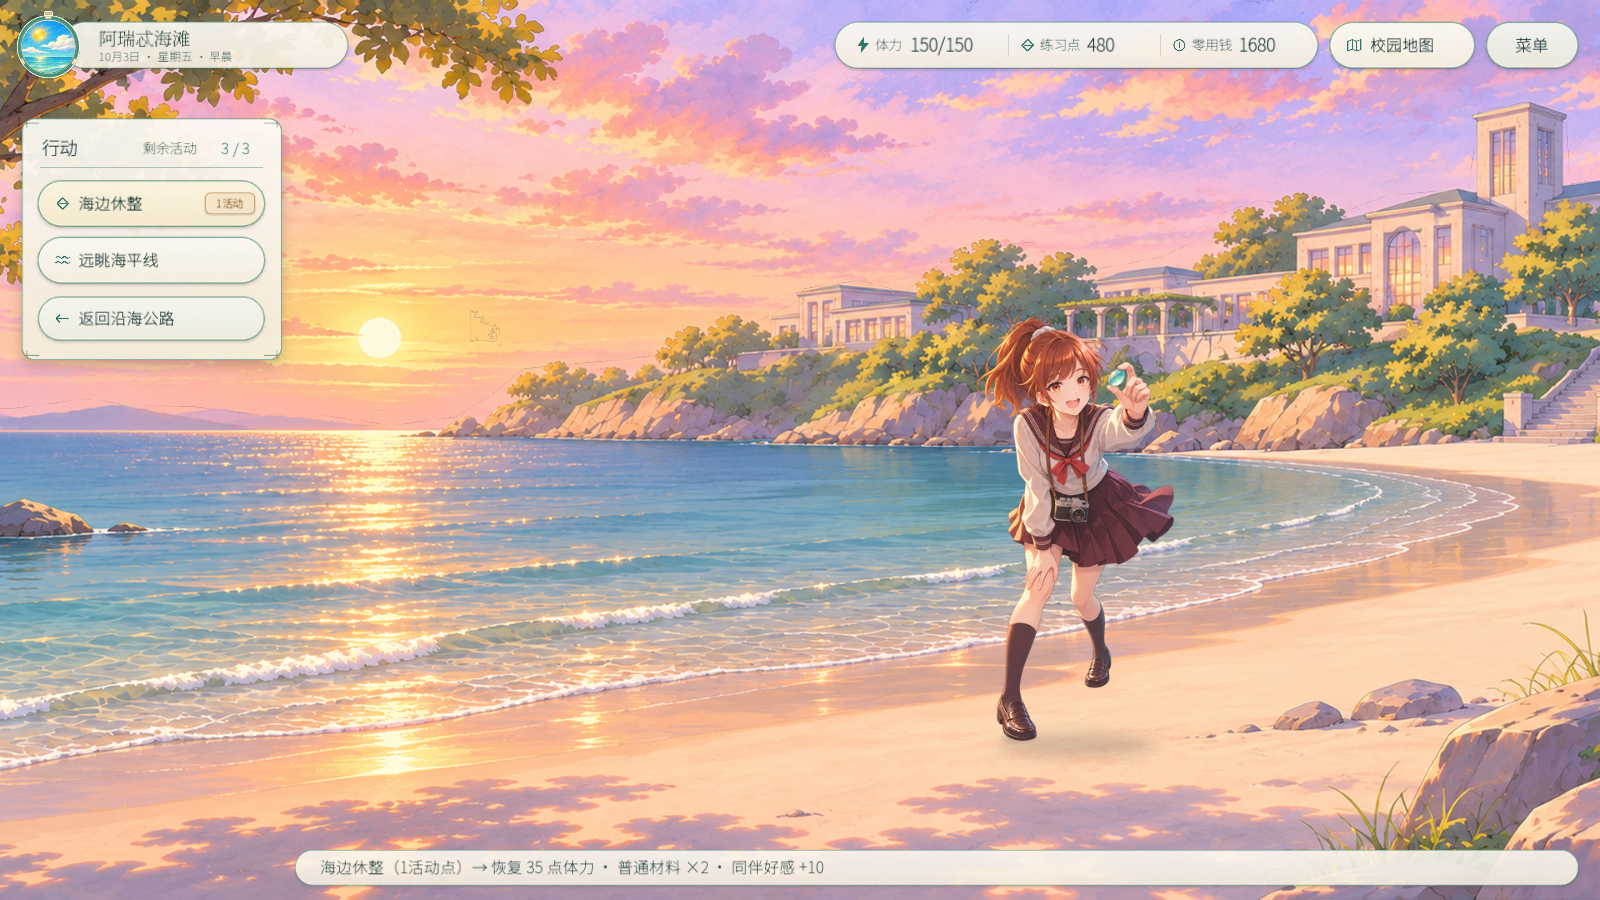 阿瑞忒海滩
10月3日 · 星期五 · 早晨
体力 150/150
练习点 480
零用钱 1680
校园地图
菜单
行动
剩余活动 3 / 3
海边休整
1活动
远眺海平线
返回沿海公路
海边休整（1活动点）→ 恢复 35 点体力 · 普通材料 ×2 · 同伴好感 +10